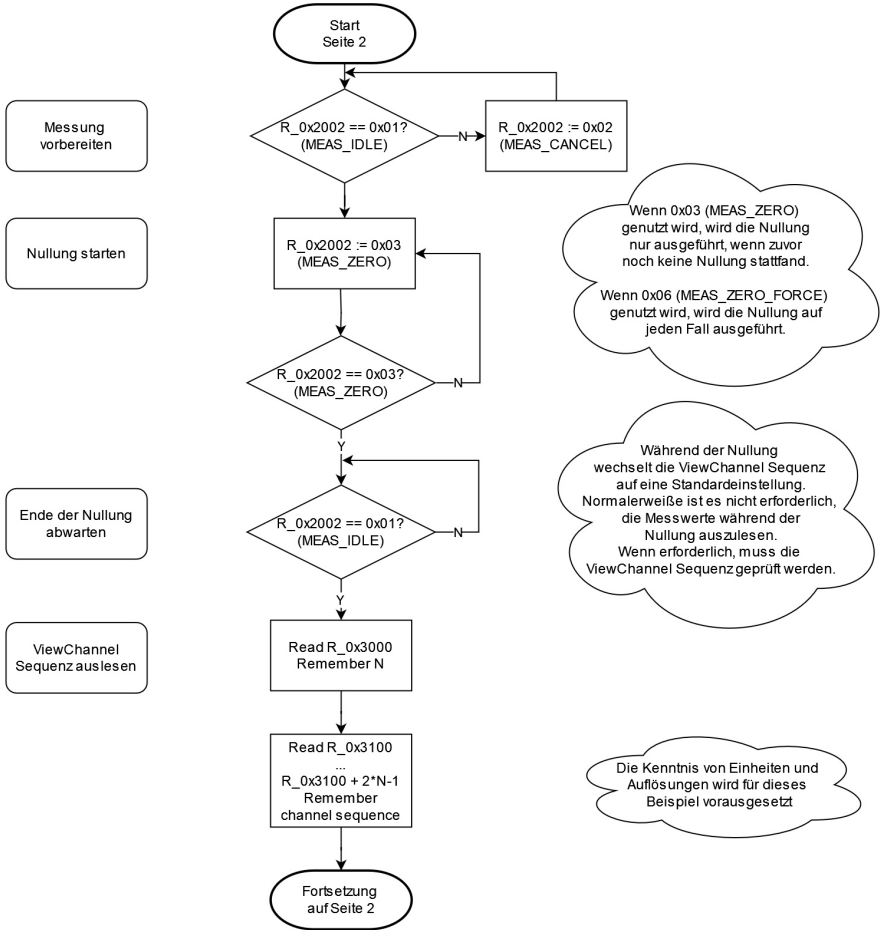 Start
Seite 2
Messung
vorbereiten
R_0x2002 == 0x01?
(MEAS_IDLE)
N
R_0x2002 := 0x02
(MEAS_CANCEL)
Nullung starten
R_0x2002 := 0x03
(MEAS_ZERO)
Wenn 0x03 (MEAS_ZERO)
genutzt wird, wird die Nullung
nur ausgeführt, wenn zuvor
noch keine Nullung stattfand.
Wenn 0x06 (MEAS_ZERO_FORCE)
genutzt wird, wird die Nullung auf
jeden Fall ausgeführt.
R_0x2002 == 0x03?
(MEAS_ZERO)
N
Y
Ende der Nullung
abwarten
R_0x2002 == 0x01?
(MEAS_IDLE)
N
Y
Während der Nullung
wechselt die ViewChannel Sequenz
auf eine Standardeinstellung.
Normalerweiße ist es nicht erforderlich,
die Messwerte während der
Nullung auszulesen.
Wenn erforderlich, muss die
ViewChannel Sequenz geprüft werden.
ViewChannel
Sequenz auslesen
Read R_0x3000
Remember N
Read R_0x3100
...
R_0x3100 + 2*N-1
Remember
channel sequence
Die Kenntnis von Einheiten und
Auflösungen wird für dieses
Beispiel vorausgesetzt
Fortsetzung
auf Seite 2